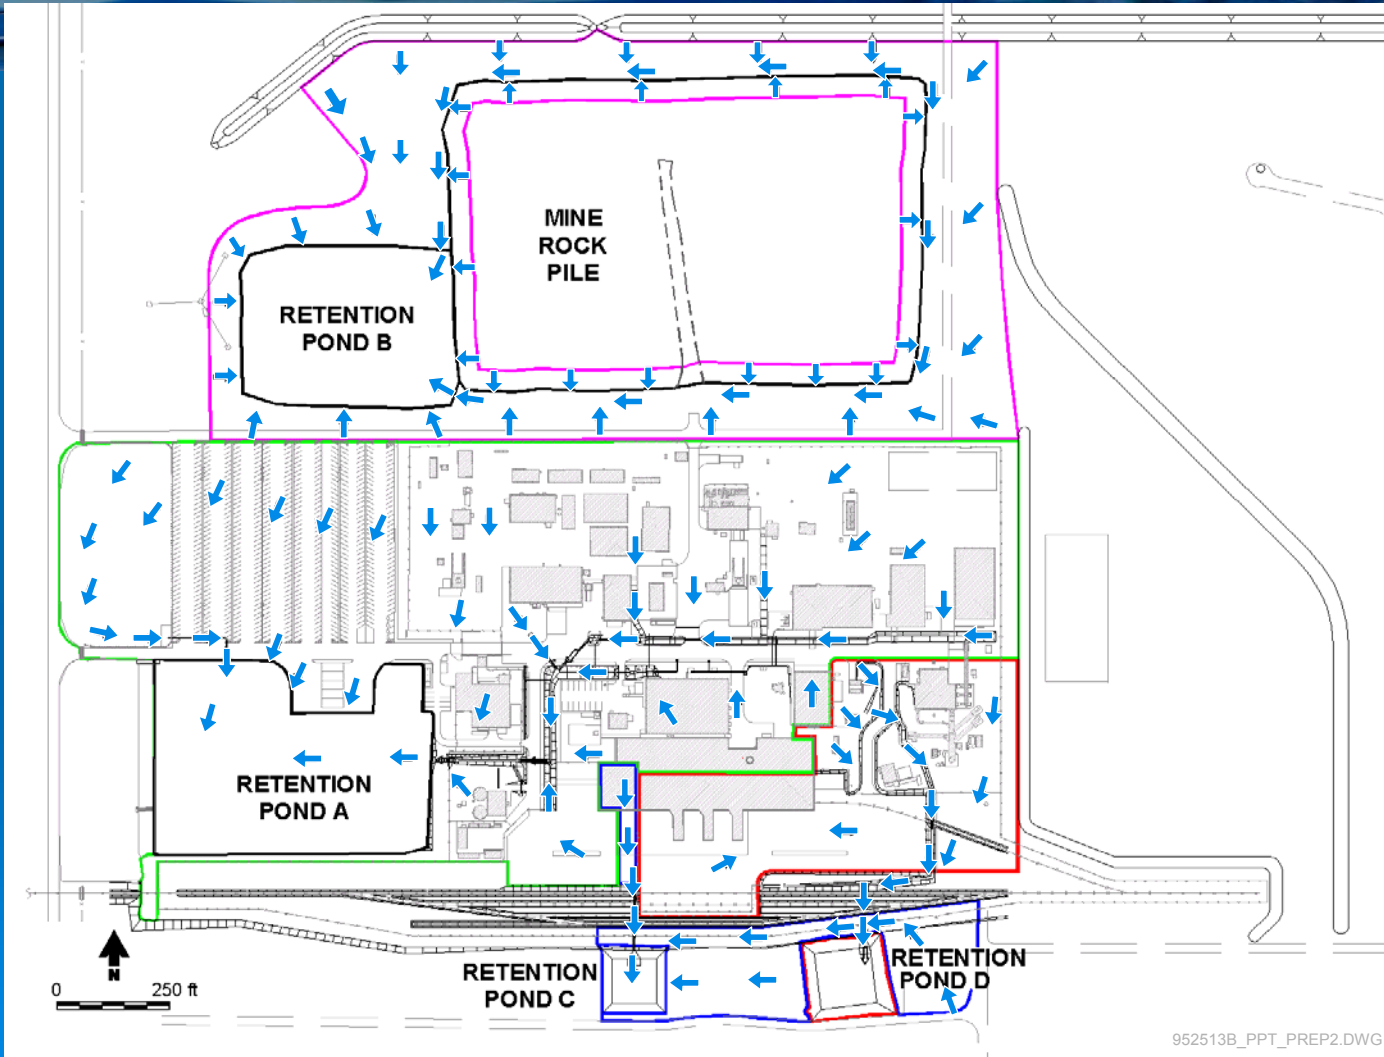 MINE
ROCK
PILE
RETENTION
POND B
RETENTION
POND A
RETENTION
POND C
RETENTION
POND D
N
0 250 ft
952513B_PPT_PREP2.DWG